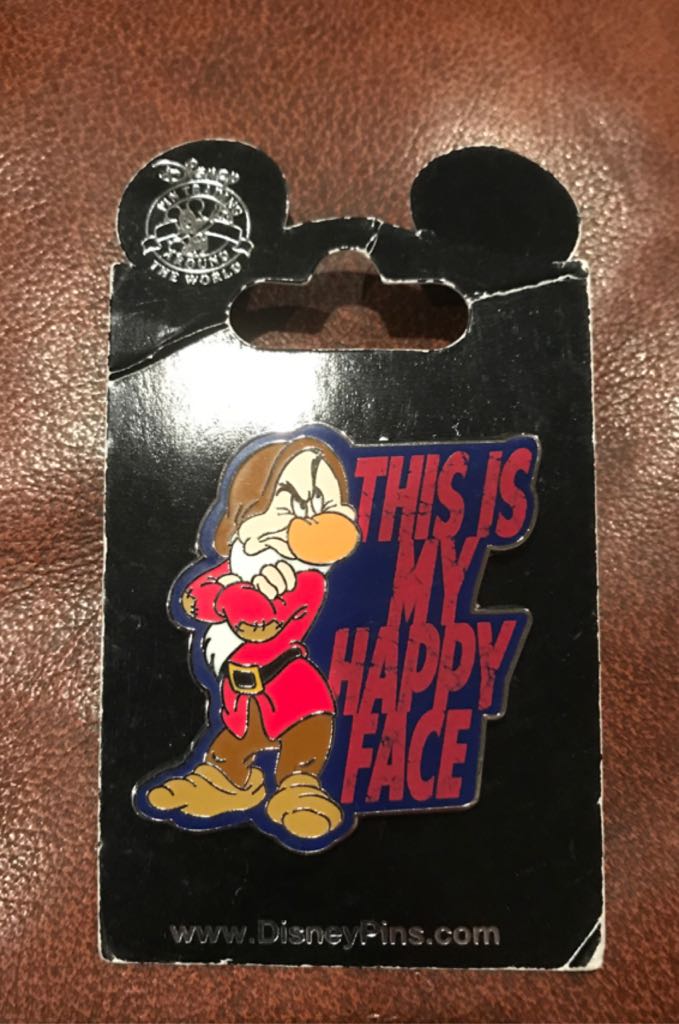 Disney
PIN TRADING
AROUND
THE WORLD
THIS IS
MY
HAPPY
FACE
www.DisneyPins.com